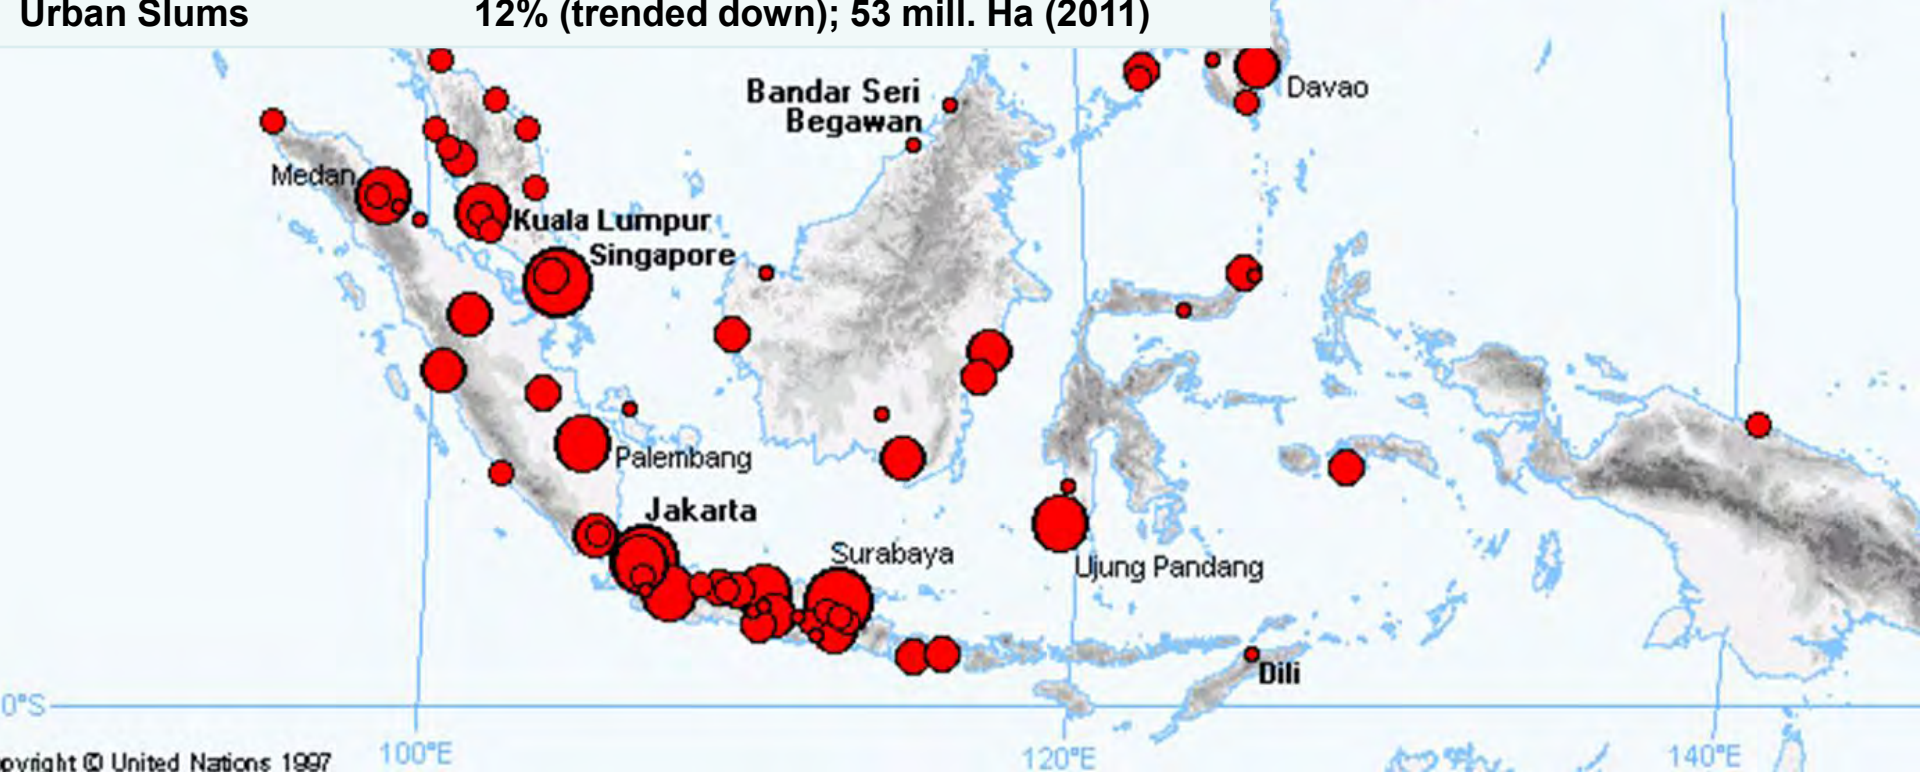 Urban Slums 12% (trended down); 53 mill. Ha (2011)
Davao
Bandar Seri
Begawan
Medan
Kuala Lumpur
Singapore
Palembang
Jakarta
Surabaya
Ujung Pandang
Dili
0°S
100°E
120°E
140°E
opyright © United Nations 1997